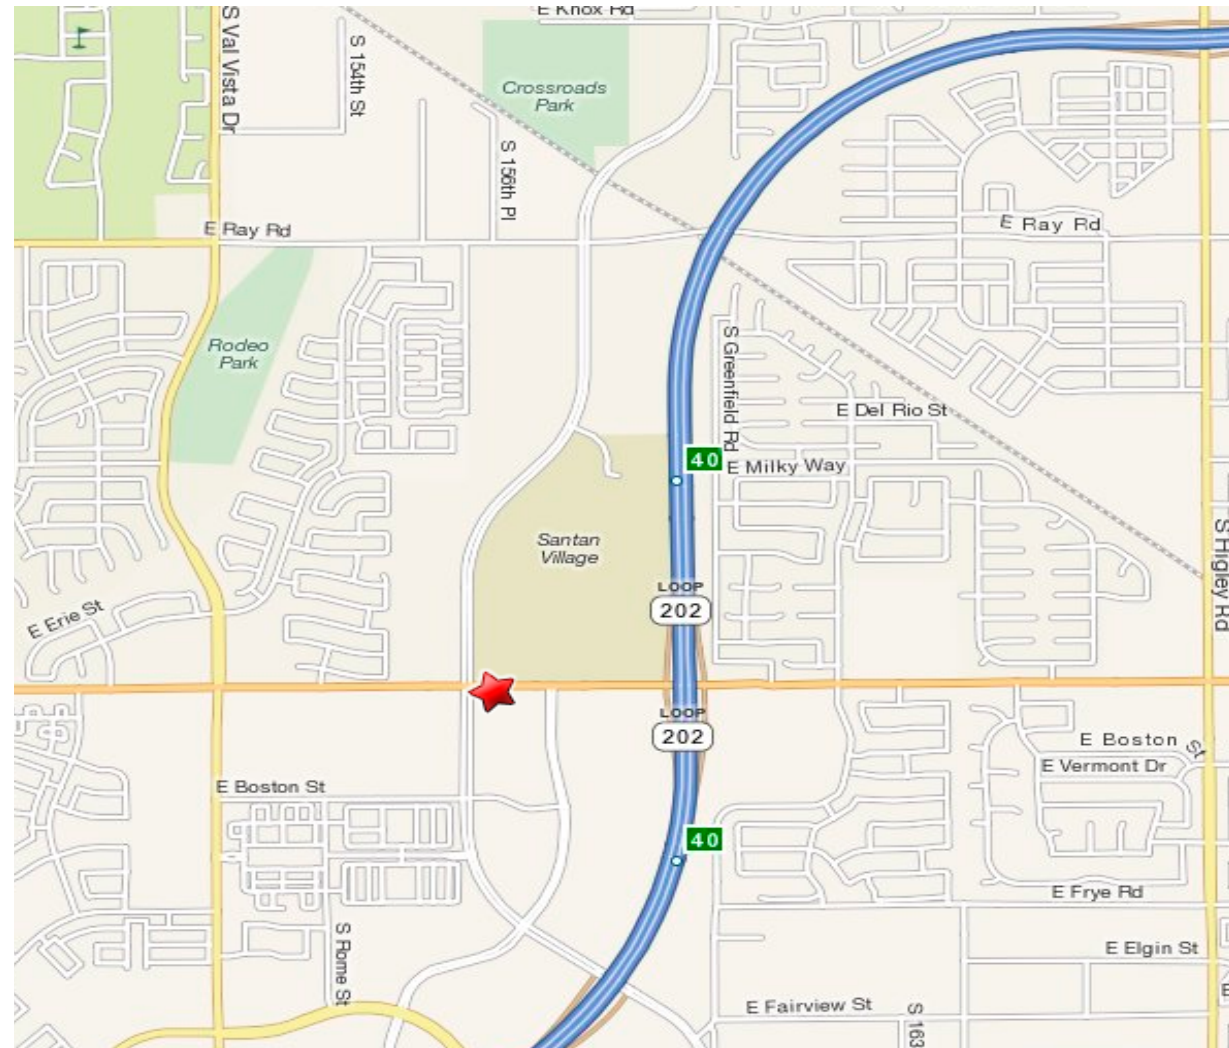 E Knox Rd
S Val Vista Dr
S 154th St
Crossroads
Park
S 156th Pl
E Ray Rd
E Ray Rd
Rodeo
Park
S Greenfield Rd
E Del Rio St
40
E Milky Way
Santan
Village
S Higley Rd
LOOP
202
E Erie St
LOOP
202
E Boston St
E Vermont Dr
E Boston St
40
E Frye Rd
S Rome St
E Elgin St
E Fairview St
S 163
E